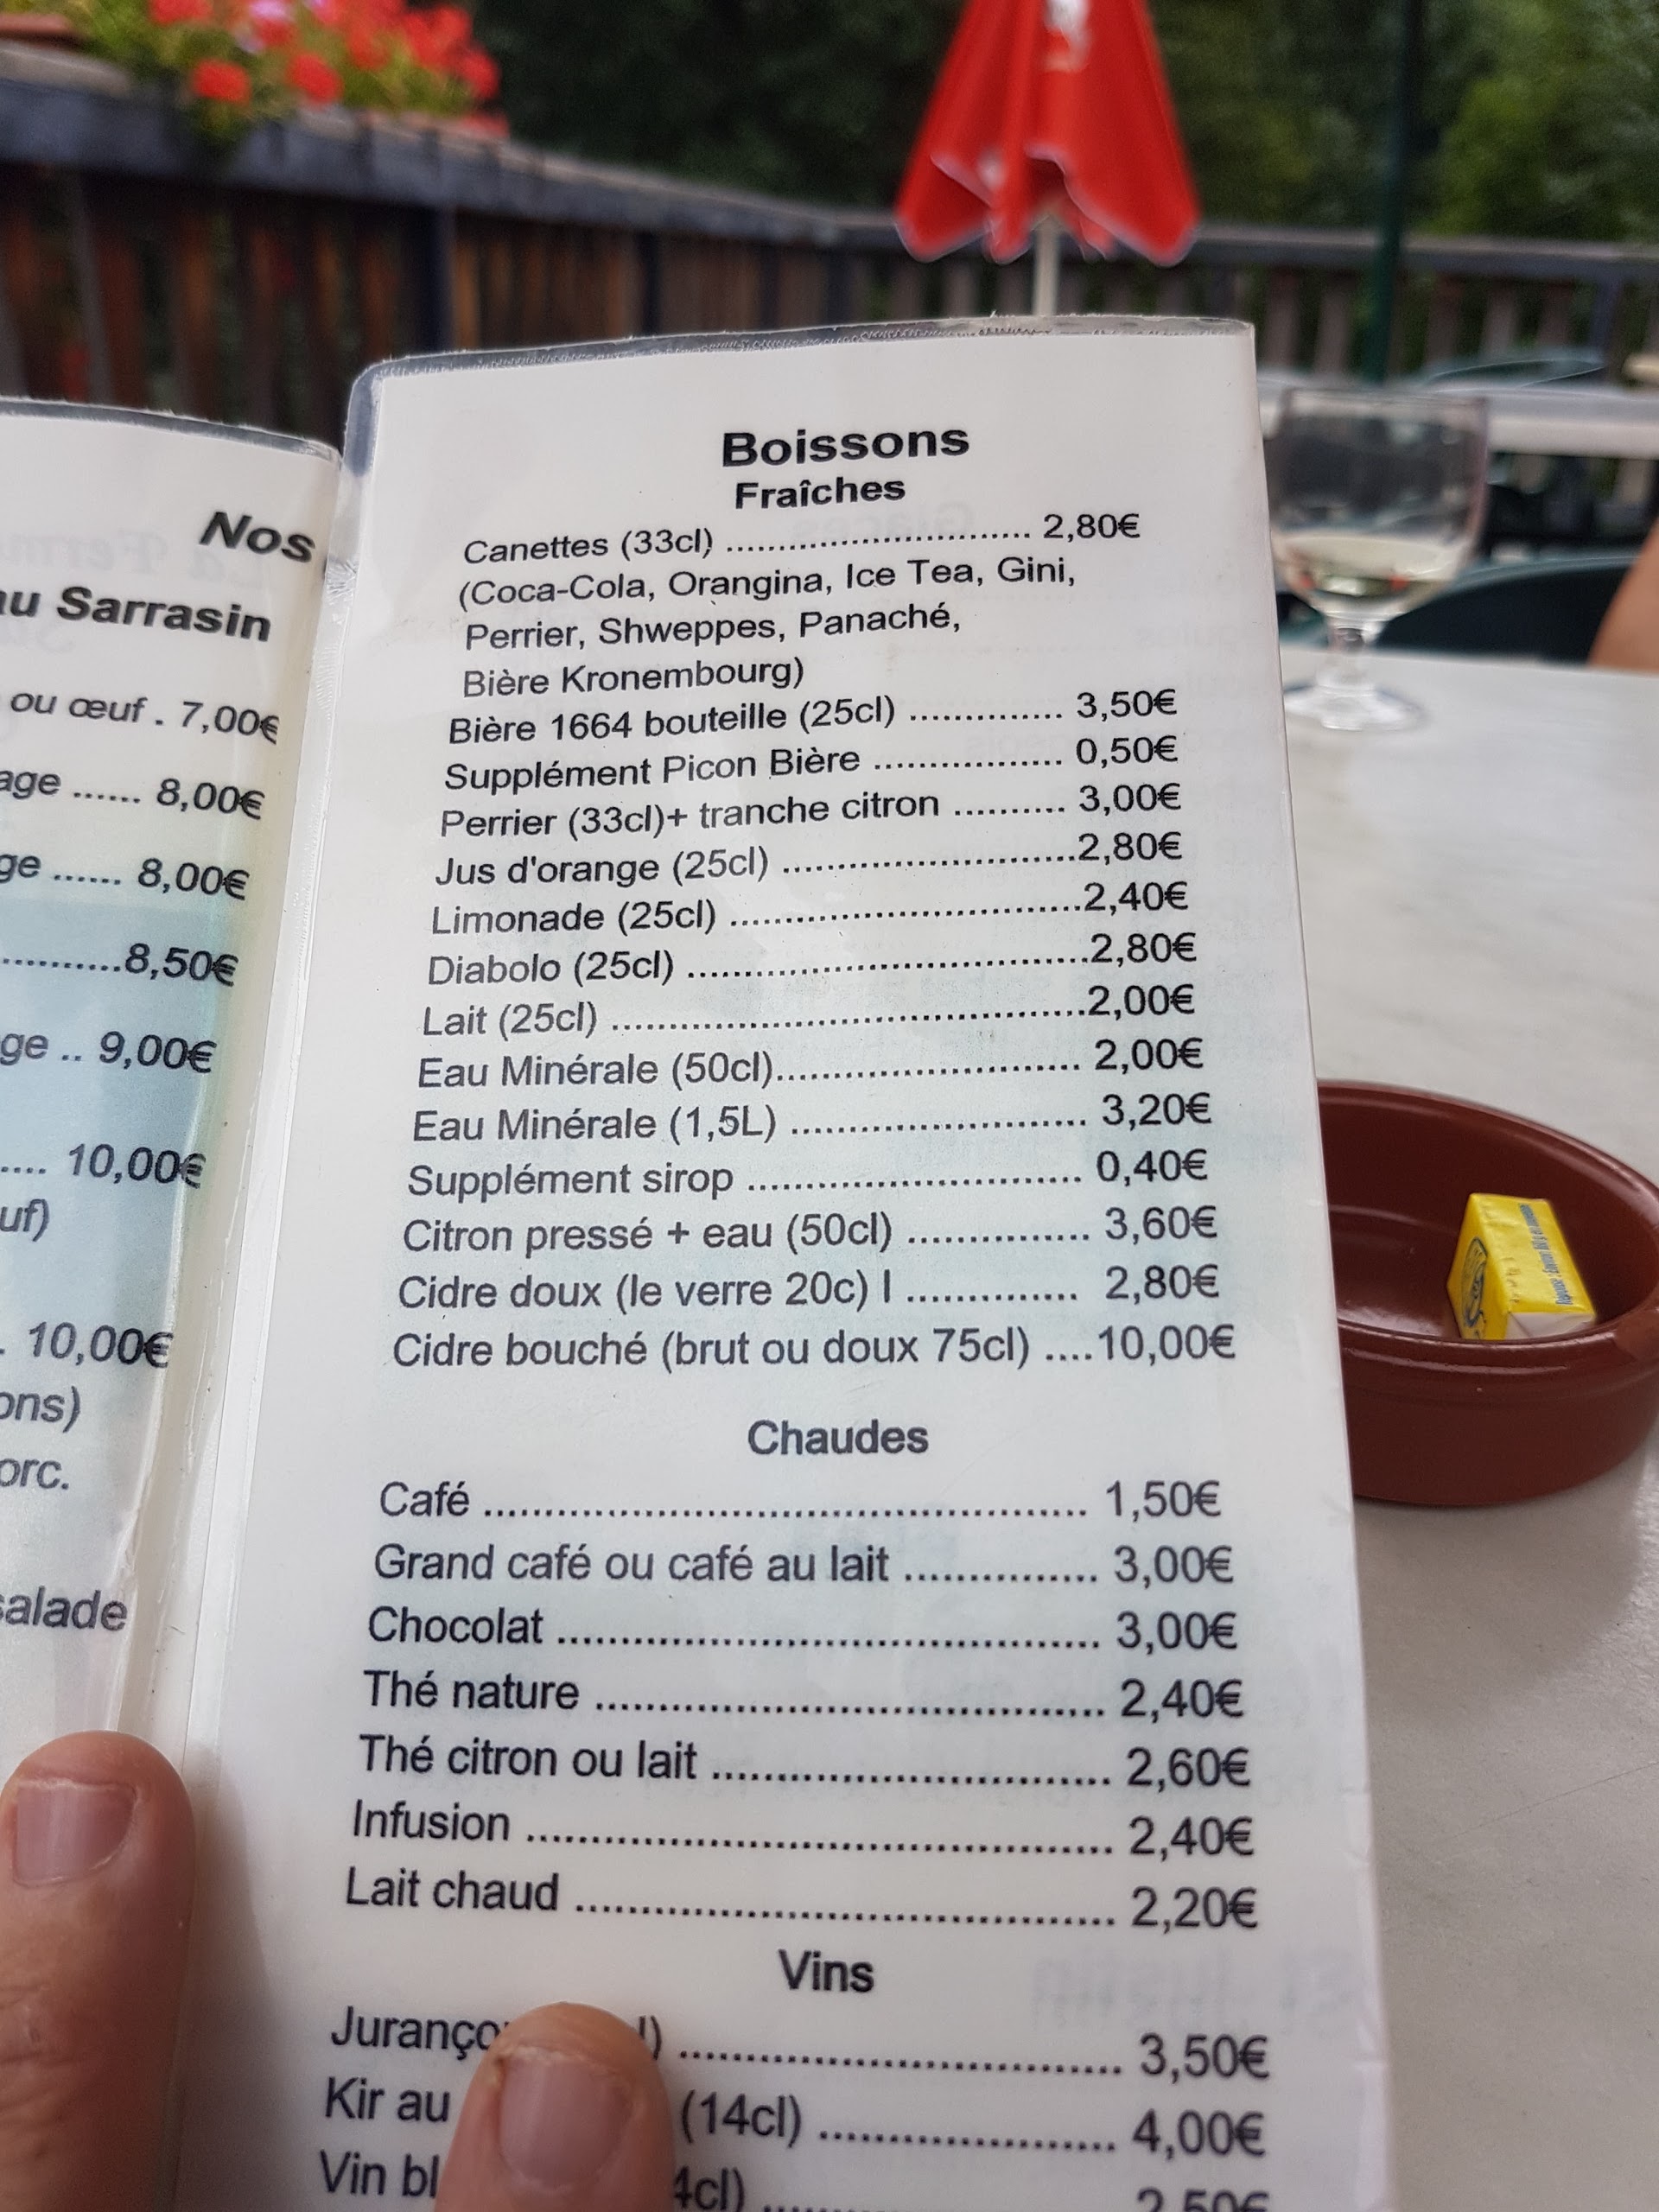 Nos
au Sarrasin
ou œuf . 7,00€
age ...... 8,00€
ge ...... 8,00€
...........8,50€
ge .. 9,00€
.... 10,00€
uf)
. 10,00€
ons)
orc.
salade
Boissons
Fraîches
Canettes (33cl) ............................. 2,80€
(Coca-Cola, Orangina, Ice Tea, Gini,
Perrier, Shweppes, Panaché,
Bière Kronembourg)
Bière 1664 bouteille (25cl) .............. 3,50€
Supplément Picon Bière .................. 0,50€
Perrier (33cl)+ tranche citron .......... 3,00€
Jus d'orange (25cl) ............................2,80€
Limonade (25cl) .................................2,40€
Diabolo (25cl) ......................................2,80€
Lait (25cl) .............................................2,00€
Eau Minérale (50cl)............................. 2,00€
Eau Minérale (1,5L) ............................ 3,20€
Supplément sirop ................................ 0,40€
Citron pressé + eau (50cl) ............... 3,60€
Cidre doux (le verre 20c) l .............. 2,80€
Cidre bouché (brut ou doux 75cl) ....10,00€
Chaudes
Café .............................................. 1,50€
Grand café ou café au lait ............... 3,00€
Chocolat .......................................... 3,00€
Thé nature ....................................... 2,40€
Thé citron ou lait ............................... 2,60€
Infusion ............................................. 2,40€
Lait chaud ......................................... 2,20€
Vins
l) .................................. 3,50€
Kir au (14cl) ....................... 4,00€
Vin bl 4cl) ............................ 2,50€